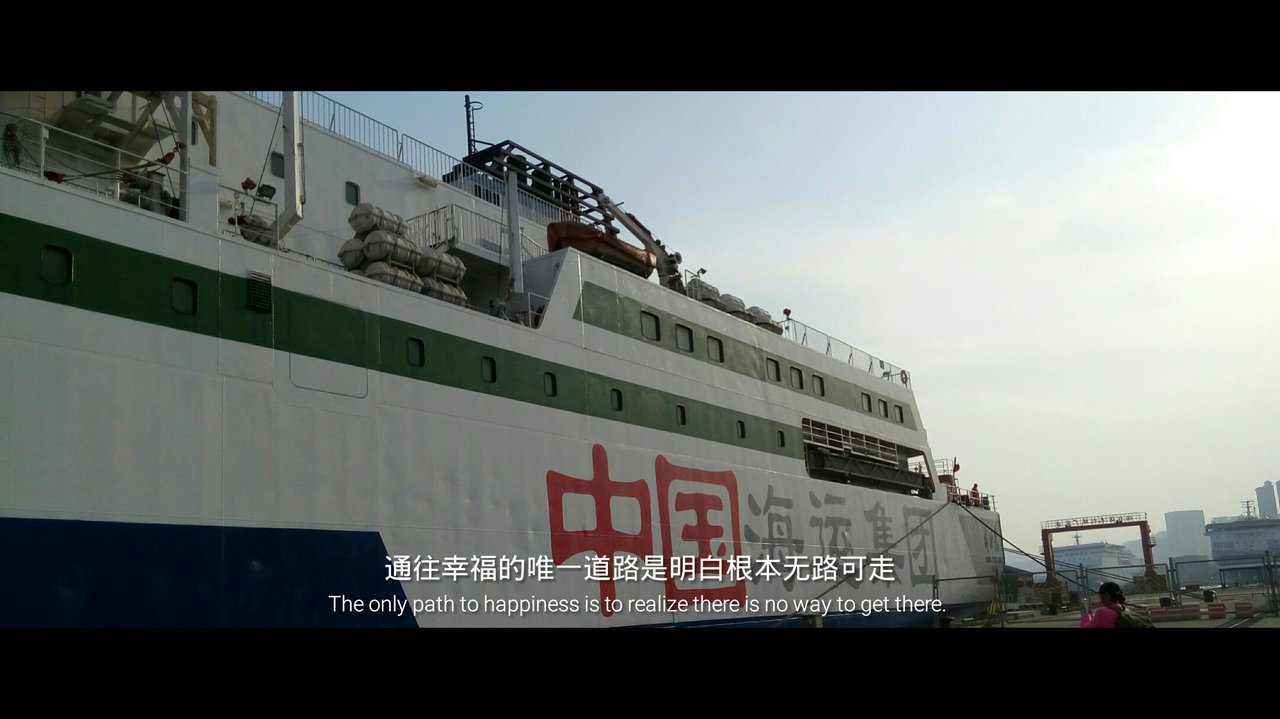 中国海运集团
通往幸福的唯一道路是明白根本无路可走
The only path to happiness is to realize there is no way to get there.